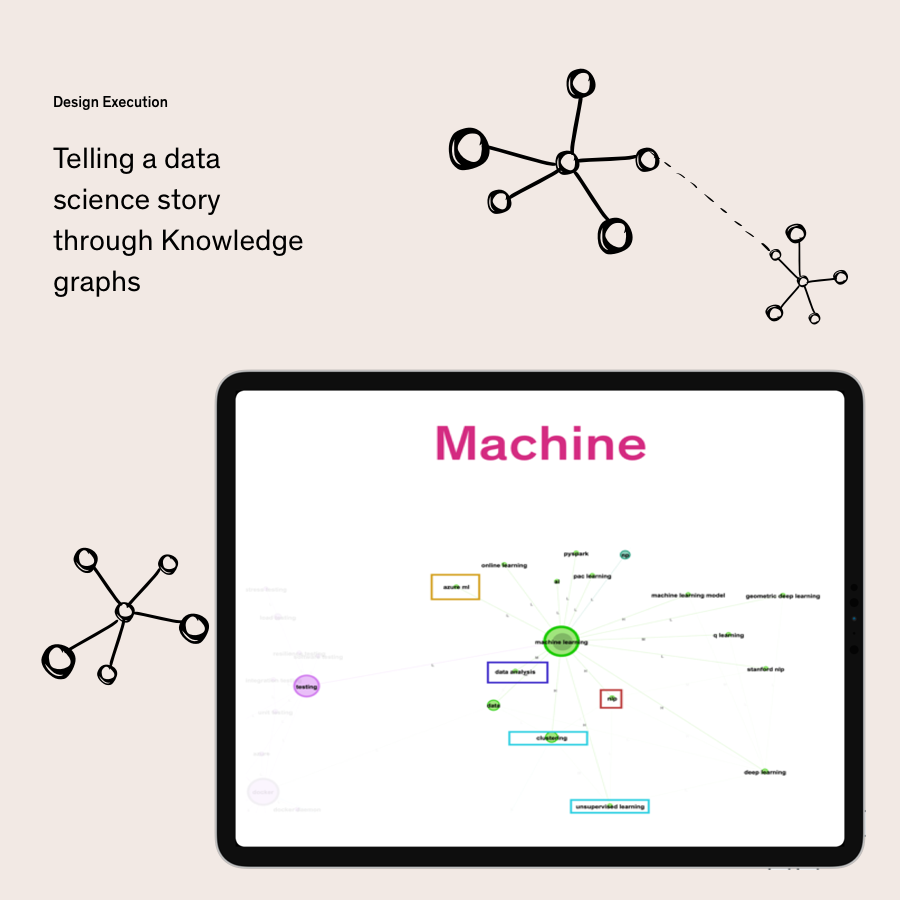 Design Execution
Telling a data
science story
through Knowledge
graphs
Machine
pyspark
online learning
pac learning
ai
azure ml
machine learning model
geometric deep learning
q learning
machine learning
stanford nlp
data analysis
testing
nlp
data
clustering
deep learning
unsupervised learning